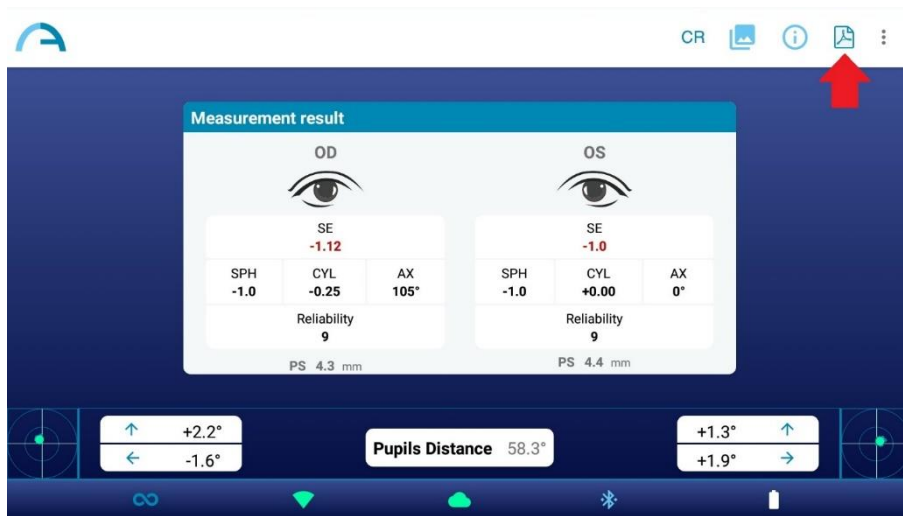 CR
Measurement result
OD
OS
SE
-1.12
SE
-1.0
SPH CYL AX
-1.0 -0.25 105°
SPH CYL AX
-1.0 +0.00 0°
Reliability
9
Reliability
9
PS 4.3 mm
PS 4.4 mm
↑ +2.2°
← -1.6°
Pupils Distance 58.3°
+1.3° ↑
+1.9° →